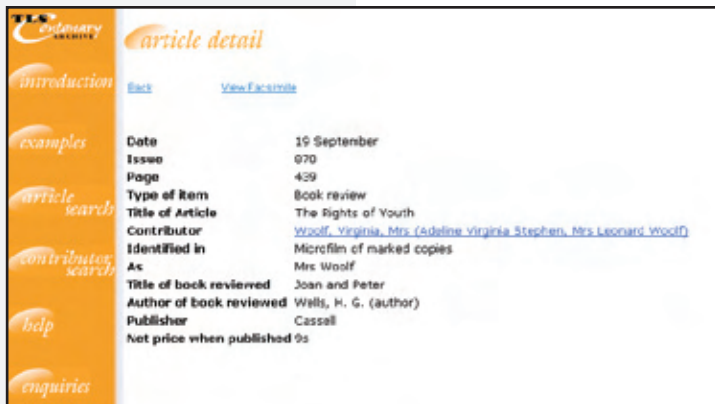 TLS
Centenary
ARCHIVE
article detail
introduction
Back View Facsimile
examples
Date 19 September
Issue 870
Page 439
article
search
Type of item Book review
Title of Article The Rights of Youth
Contributor Woolf, Virginia, Mrs (Adeline Virginia Stephen, Mrs Leonard Woolf)
contributor
search
Identified in Microfilm of marked copies
As Mrs Woolf
Title of book reviewed Joan and Peter
Author of book reviewed Wells, H. G. (author)
help
Publisher Cassell
Net price when published 9s
enquiries